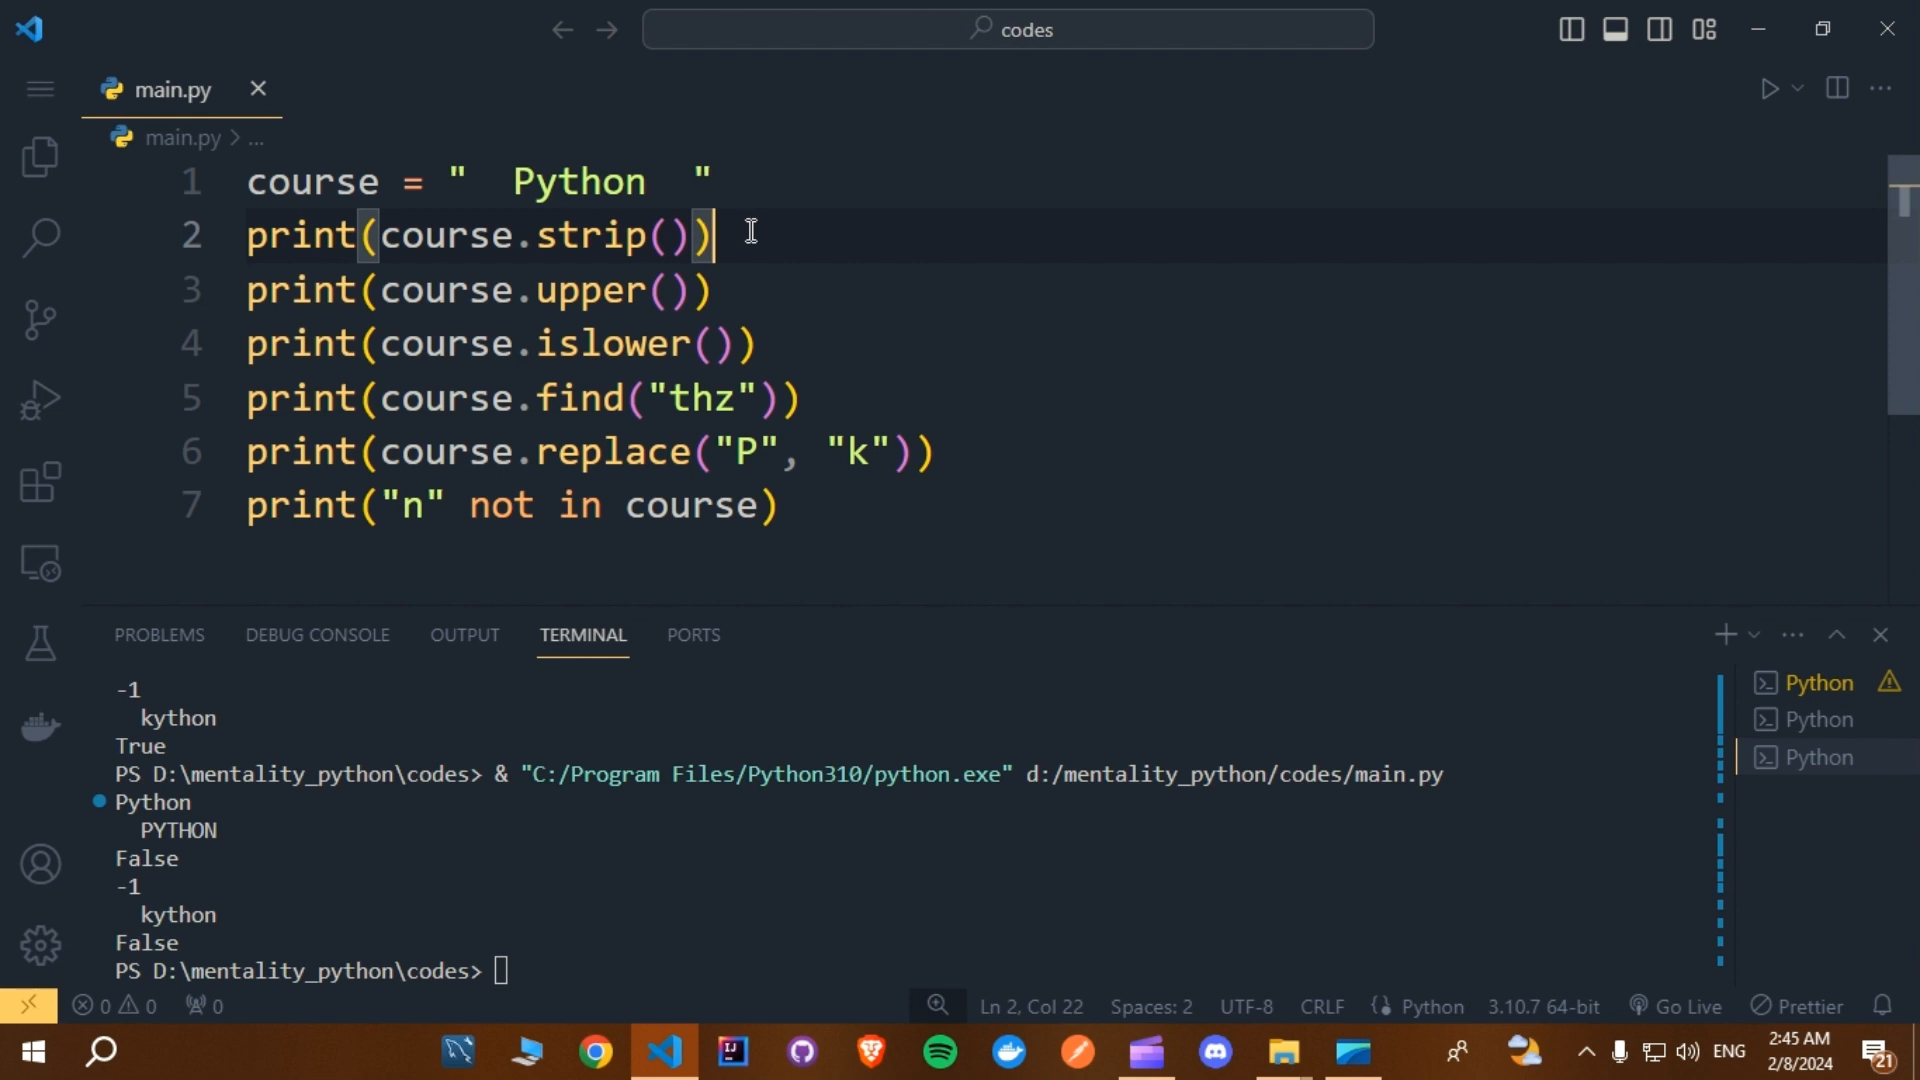 codes
main.py
main.py > ...
1 course = "  Python  "
2 print(course.strip())
3 print(course.upper())
4 print(course.islower())
5 print(course.find("thz"))
6 print(course.replace("P", "k"))
7 print("n" not in course)
PROBLEMS DEBUG CONSOLE OUTPUT TERMINAL PORTS
-1
  kython
True
PS D:\mentality_python\codes> & "C:/Program Files/Python310/python.exe" d:/mentality_python/codes/main.py
Python
  PYTHON
False
-1
  kython
False
PS D:\mentality_python\codes>
Python
Python
Python
0 0 0 Ln 2, Col 22 Spaces: 2 UTF-8 CRLF Python 3.10.7 64-bit Go Live Prettier
ENG 2:45 AM
2/8/2024
21